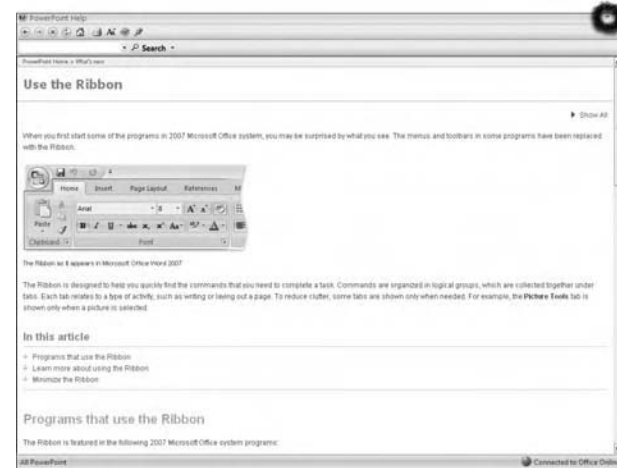 PowerPoint Help
Search
PowerPoint Home > What's new
Use the Ribbon
Show All
When you first start some of the programs in 2007 Microsoft Office system, you may be surprised by what you see. The menus and toolbars in some programs have been replaced
with the Ribbon.
Home Insert Page Layout References M
Arial 8
Paste
B I U abc x, x² Aa A
Clipboard Font
The Ribbon as it appears in Microsoft Office Word 2007
The Ribbon is designed to help you quickly find the commands that you need to complete a task. Commands are organized in logical groups, which are collected together under
tabs. Each tab relates to a type of activity, such as writing or laying out a page. To reduce clutter, some tabs are shown only when needed. For example, the Picture Tools tab is
shown only when a picture is selected.
In this article
Programs that use the Ribbon
Learn more about using the Ribbon
Minimize the Ribbon
Programs that use the Ribbon
The Ribbon is featured in the following 2007 Microsoft Office system programs:
All PowerPoint
Connected to Office Online